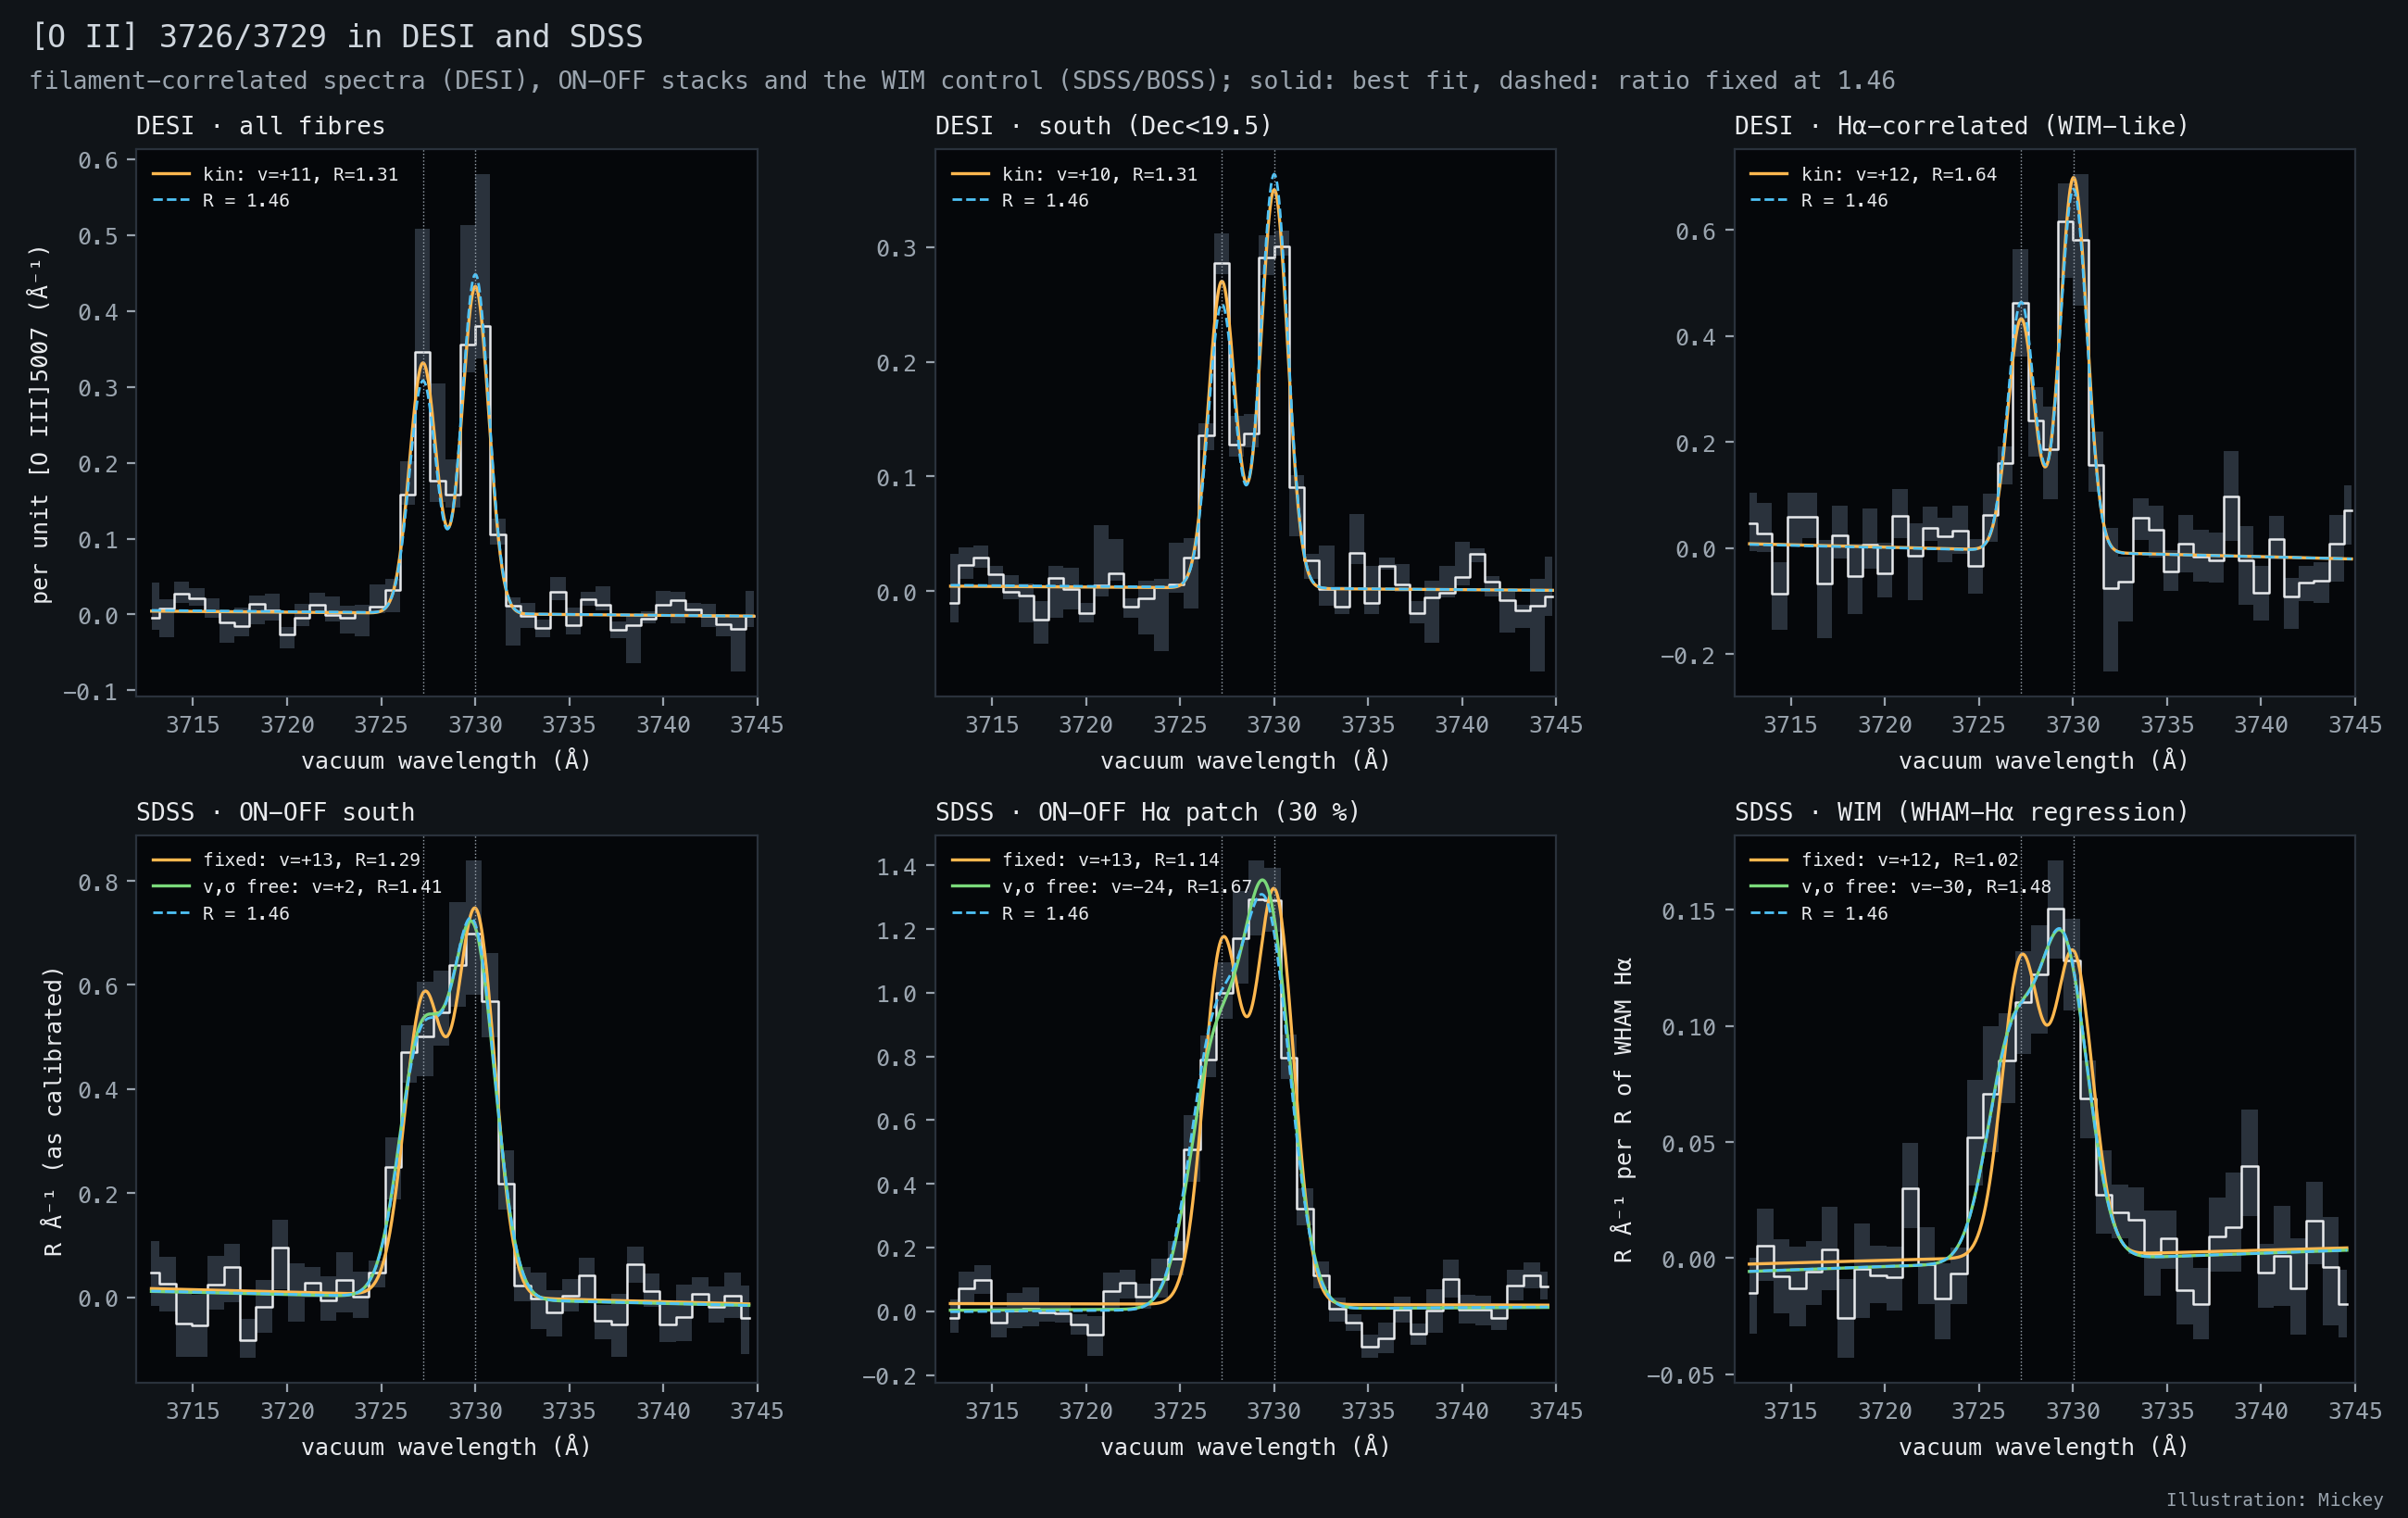 [O II] 3726/3729 in DESI and SDSS
filament−correlated spectra (DESI), ON−OFF stacks and the WIM control (SDSS/BOSS); solid: best fit, dashed: ratio fixed at 1.46
DESI · all fibres
kin: v=+11, R=1.31
R = 1.46
per unit [O III]5007 (Å⁻¹)
0.6
0.5
0.4
0.3
0.2
0.1
0.0
−0.1
3715 3720 3725 3730 3735 3740 3745
vacuum wavelength (Å)
DESI · south (Dec<19.5)
kin: v=+10, R=1.31
R = 1.46
0.3
0.2
0.1
0.0
3715 3720 3725 3730 3735 3740 3745
vacuum wavelength (Å)
DESI · Hα−correlated (WIM−like)
kin: v=+12, R=1.64
R = 1.46
0.6
0.4
0.2
0.0
−0.2
3715 3720 3725 3730 3735 3740 3745
vacuum wavelength (Å)
SDSS · ON−OFF south
fixed: v=+13, R=1.29
v,σ free: v=+2, R=1.41
R = 1.46
R Å⁻¹ (as calibrated)
0.8
0.6
0.4
0.2
0.0
3715 3720 3725 3730 3735 3740 3745
vacuum wavelength (Å)
SDSS · ON−OFF Hα patch (30 %)
fixed: v=+13, R=1.14
v,σ free: v=−24, R=1.67
R = 1.46
1.4
1.2
1.0
0.8
0.6
0.4
0.2
0.0
−0.2
3715 3720 3725 3730 3735 3740 3745
vacuum wavelength (Å)
SDSS · WIM (WHAM−Hα regression)
fixed: v=+12, R=1.02
v,σ free: v=−30, R=1.48
R = 1.46
R Å⁻¹ per R of WHAM Hα
0.15
0.10
0.05
0.00
−0.05
3715 3720 3725 3730 3735 3740 3745
vacuum wavelength (Å)
Illustration: Mickey